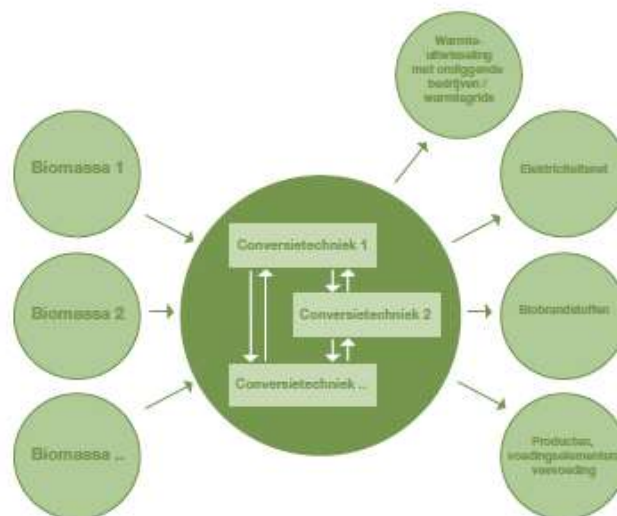 Warmte-
uitwisseling
met omliggende
bedrijven /
warmtegrids
Biomassa 1
Elektriciteitsnet
Conversietechniek 1
Biomassa 2
Conversietechniek 2
Biobrandstoffen
Conversietechniek ..
Biomassa ..
Producten,
voedingselementen,
veevoeding